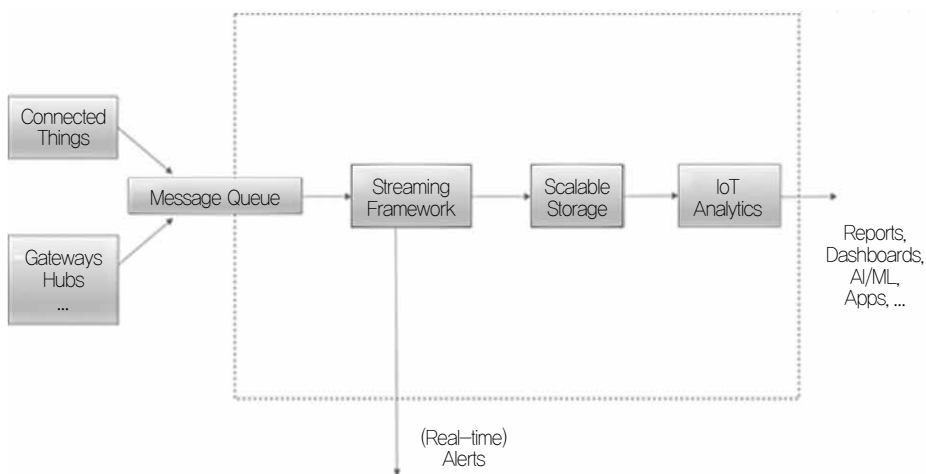 Connected
Things
Message Queue
Gateways
Hubs
...
Streaming
Framework
Scalable
Storage
IoT
Analytics
Reports,
Dashboards,
AI/ML,
Apps, ...
(Real-time)
Alerts